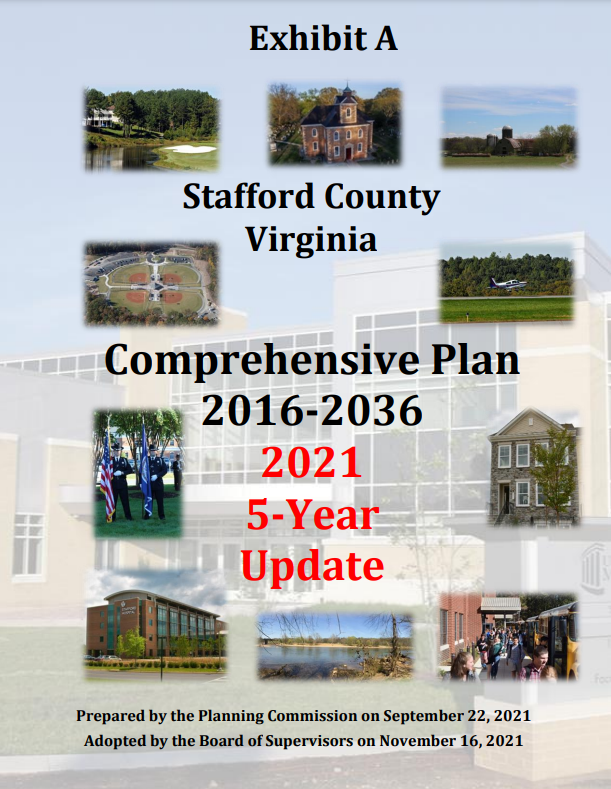 Exhibit A
Stafford County
Virginia
Comprehensive Plan
2016-2036
2021
5-Year
Update
Prepared by the Planning Commission on September 22, 2021
Adopted by the Board of Supervisors on November 16, 2021